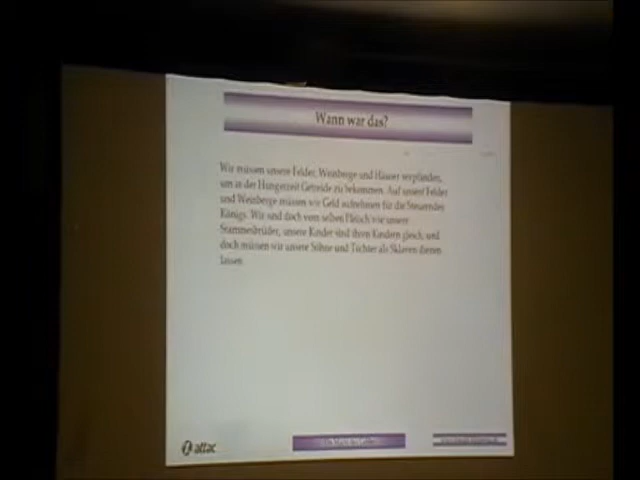 Wann war das?
Wir müssen unsere Felder, Weinberge und Häuser verpfänden,
um in der Hungerzeit Getreide zu bekommen. Auf unsere Felder
und Weinberge müssen wir Geld aufnehmen für die Steuern des
Königs. Wir sind doch vom selben Fleisch wie unsere
Stammesbrüder, unsere Kinder sind ihren Kindern gleich, und
doch müssen wir unsere Söhne und Töchter als Sklaven dienen
lassen.
attac